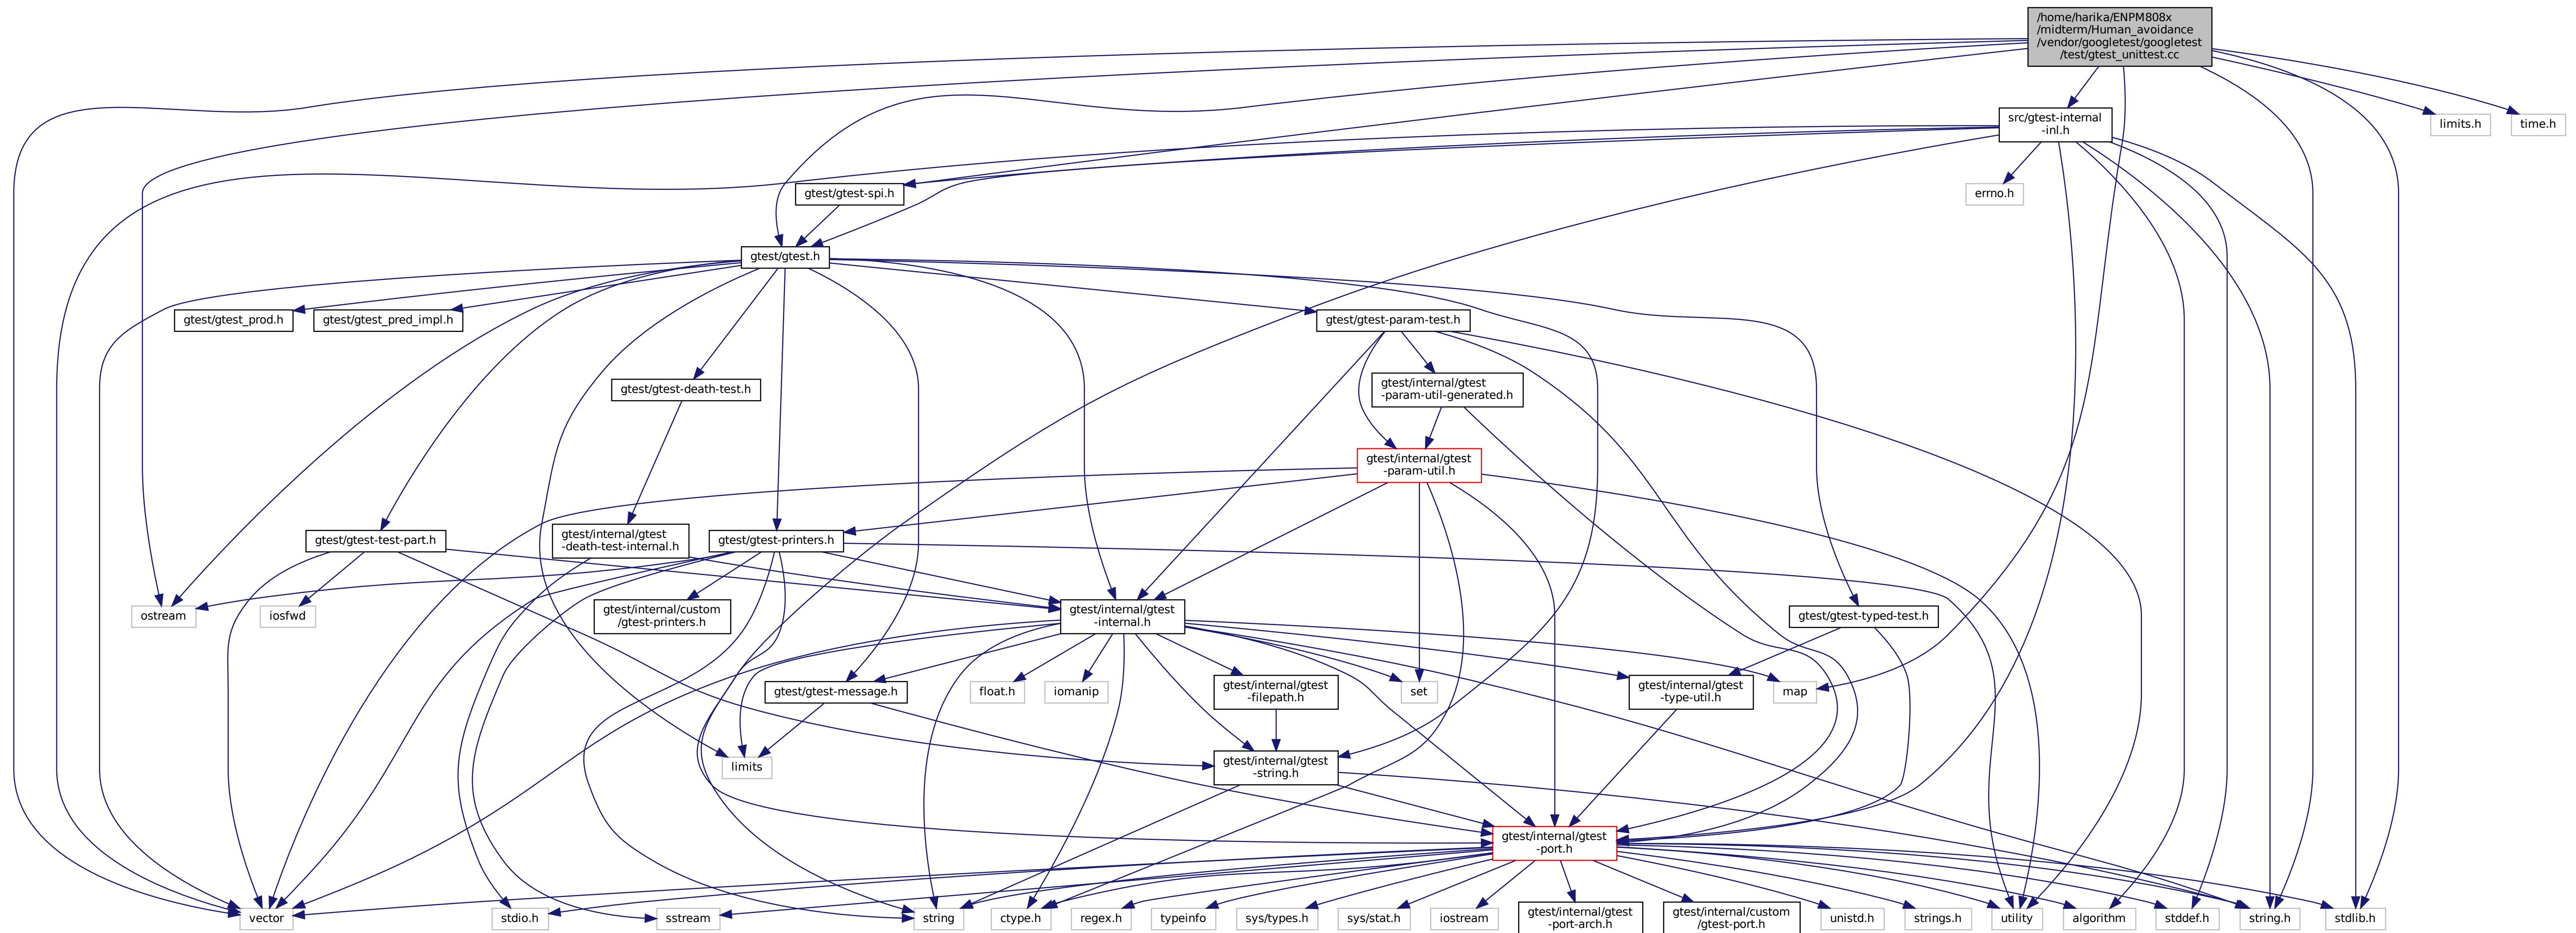 /home/harika/ENPM808x
/midterm/Human_avoidance
/vendor/googletest/googletest
/test/gtest_unittest.cc
src/gtest-internal
-inl.h
limits.h
time.h
gtest/gtest-spi.h
errno.h
gtest/gtest.h
gtest/gtest_prod.h
gtest/gtest_pred_impl.h
gtest/gtest-param-test.h
gtest/gtest-death-test.h
gtest/internal/gtest
-param-util-generated.h
gtest/internal/gtest
-param-util.h
gtest/gtest-test-part.h
gtest/internal/gtest
-death-test-internal.h
gtest/gtest-printers.h
ostream
iosfwd
gtest/internal/custom
/gtest-printers.h
gtest/internal/gtest
-internal.h
gtest/gtest-typed-test.h
gtest/gtest-message.h
float.h
iomanip
gtest/internal/gtest
-filepath.h
set
gtest/internal/gtest
-type-util.h
map
limits
gtest/internal/gtest
-string.h
gtest/internal/gtest
-port.h
vector
stdio.h
sstream
string
ctype.h
regex.h
typeinfo
sys/types.h
sys/stat.h
iostream
gtest/internal/gtest
-port-arch.h
gtest/internal/custom
/gtest-port.h
unistd.h
strings.h
utility
algorithm
stddef.h
string.h
stdlib.h